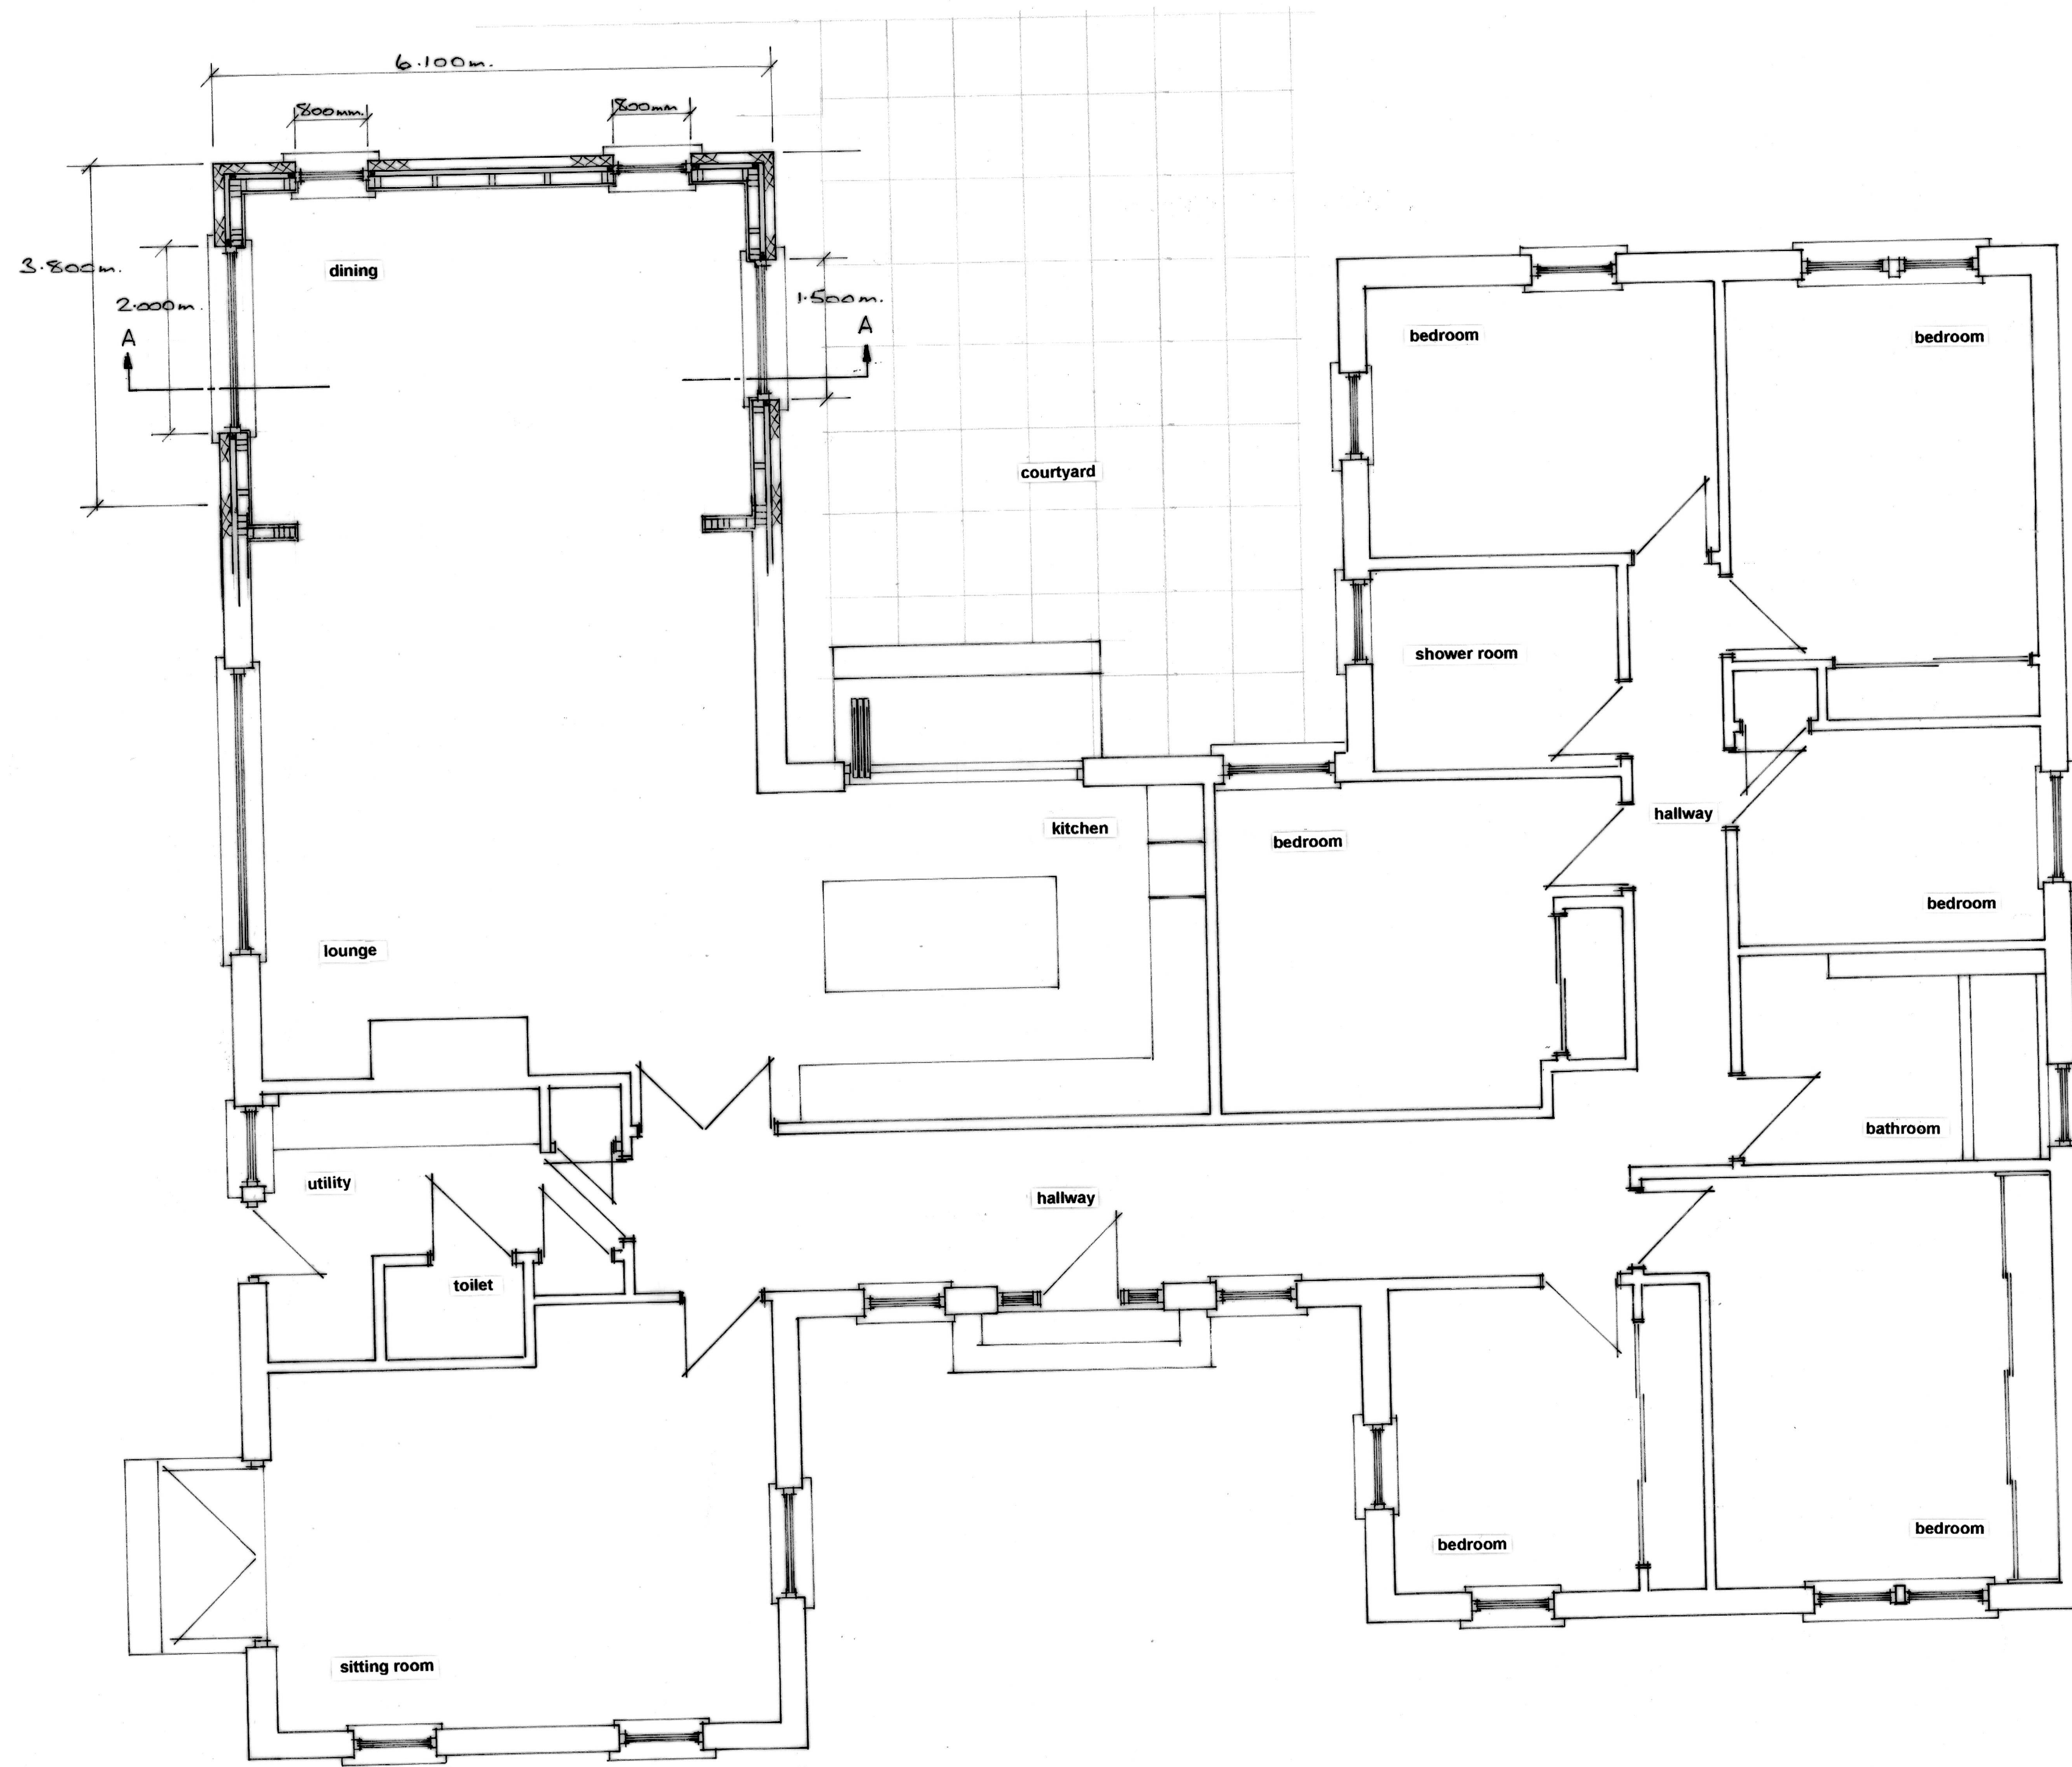 6.100m.
800mm.
800mm
3.800m.
2.000m.
1.500m.
A
A
dining
bedroom
bedroom
courtyard
shower room
kitchen
bedroom
hallway
bedroom
lounge
bathroom
utility
hallway
toilet
bedroom
bedroom
sitting room